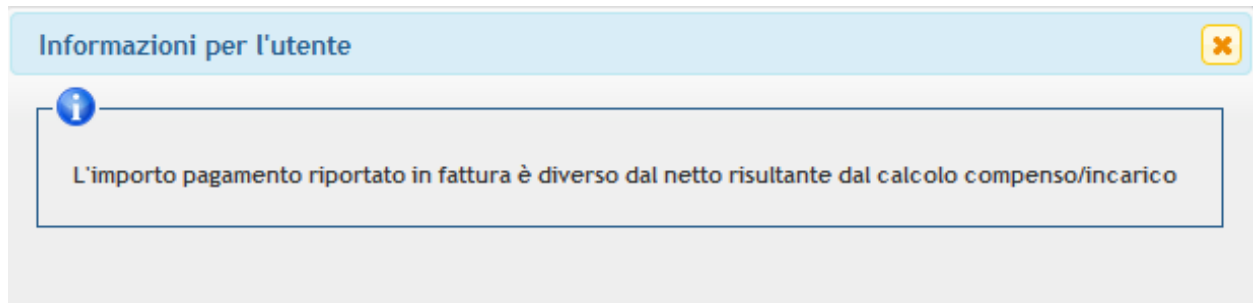 Informazioni per l'utente
L'importo pagamento riportato in fattura è diverso dal netto risultante dal calcolo compenso/incarico